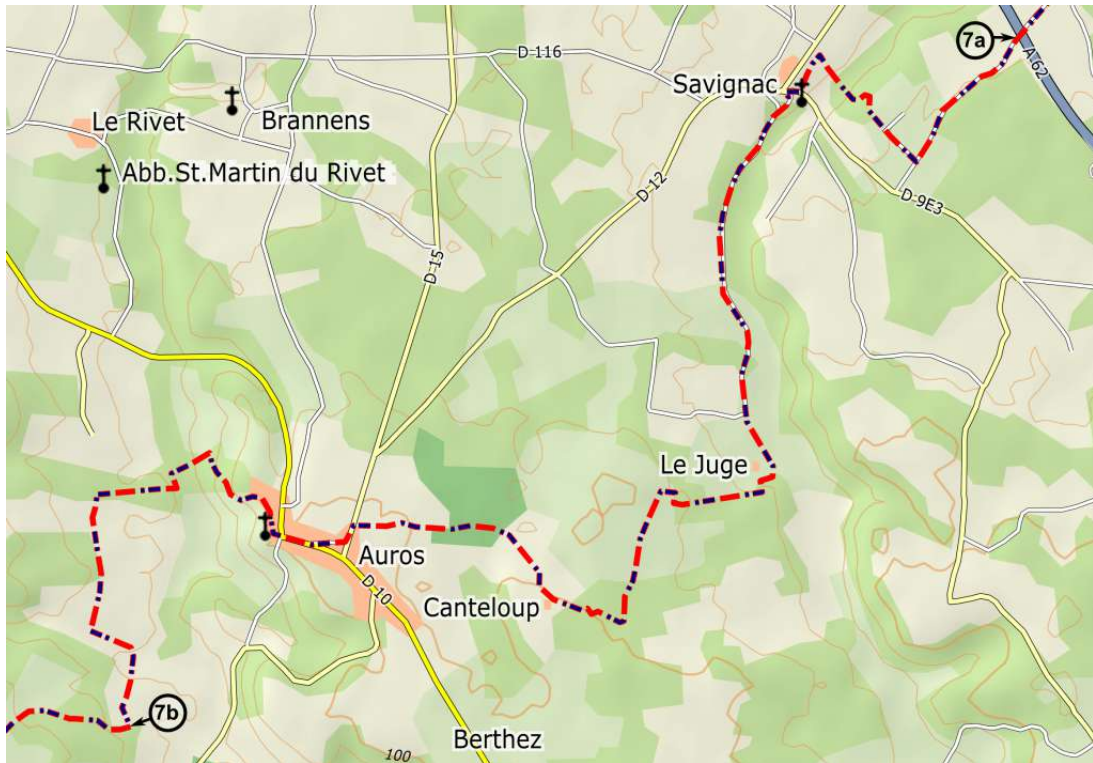 7a
A 62
D 116
Savignac
Le Rivet
Brannens
Abb.St.Martin du Rivet
D 12
D 9E3
D 15
Le Juge
Auros
D 10
Canteloup
7b
Berthez
100